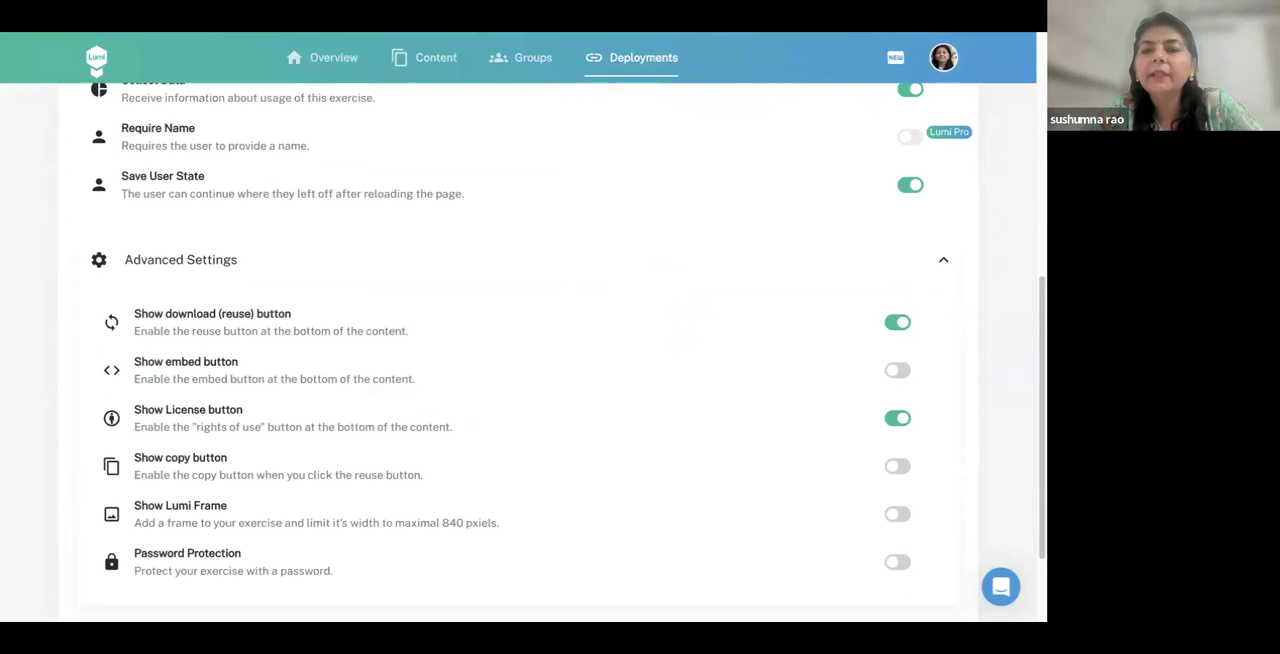 Lumi
Overview
Content
Groups
Deployments
NEW
Receive information about usage of this exercise.
Require Name
Lumi Pro
Requires the user to provide a name.
Save User State
The user can continue where they left off after reloading the page.
Advanced Settings
Show download (reuse) button
Enable the reuse button at the bottom of the content.
Show embed button
Enable the embed button at the bottom of the content.
Show License button
Enable the "rights of use" button at the bottom of the content.
Show copy button
Enable the copy button when you click the reuse button.
Show Lumi Frame
Add a frame to your exercise and limit it's width to maximal 840 pxiels.
Password Protection
Protect your exercise with a password.
sushumna rao